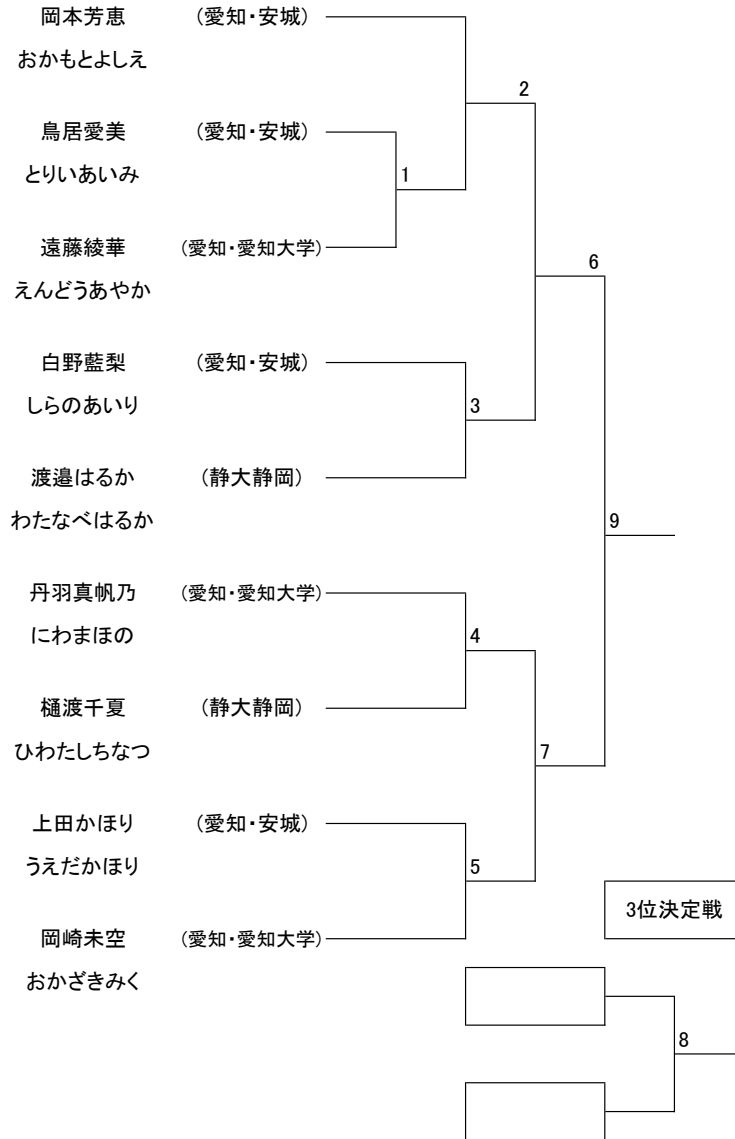 岡本芳恵 (愛知・安城)
おかもとよしえ
2
鳥居愛美 (愛知・安城)
とりいあいみ
1
遠藤綾華 (愛知・愛知大学)
えんどうあやか
6
白野藍梨 (愛知・安城)
しらのあいり
3
渡邉はるか (静大静岡)
わたなべはるか
9
丹羽真帆乃 (愛知・愛知大学)
にわまほの
4
樋渡千夏 (静大静岡)
ひわたしちなつ
7
上田かほり (愛知・安城)
うえだかほり
5
3位決定戦
岡崎未空 (愛知・愛知大学)
おかざきみく
8